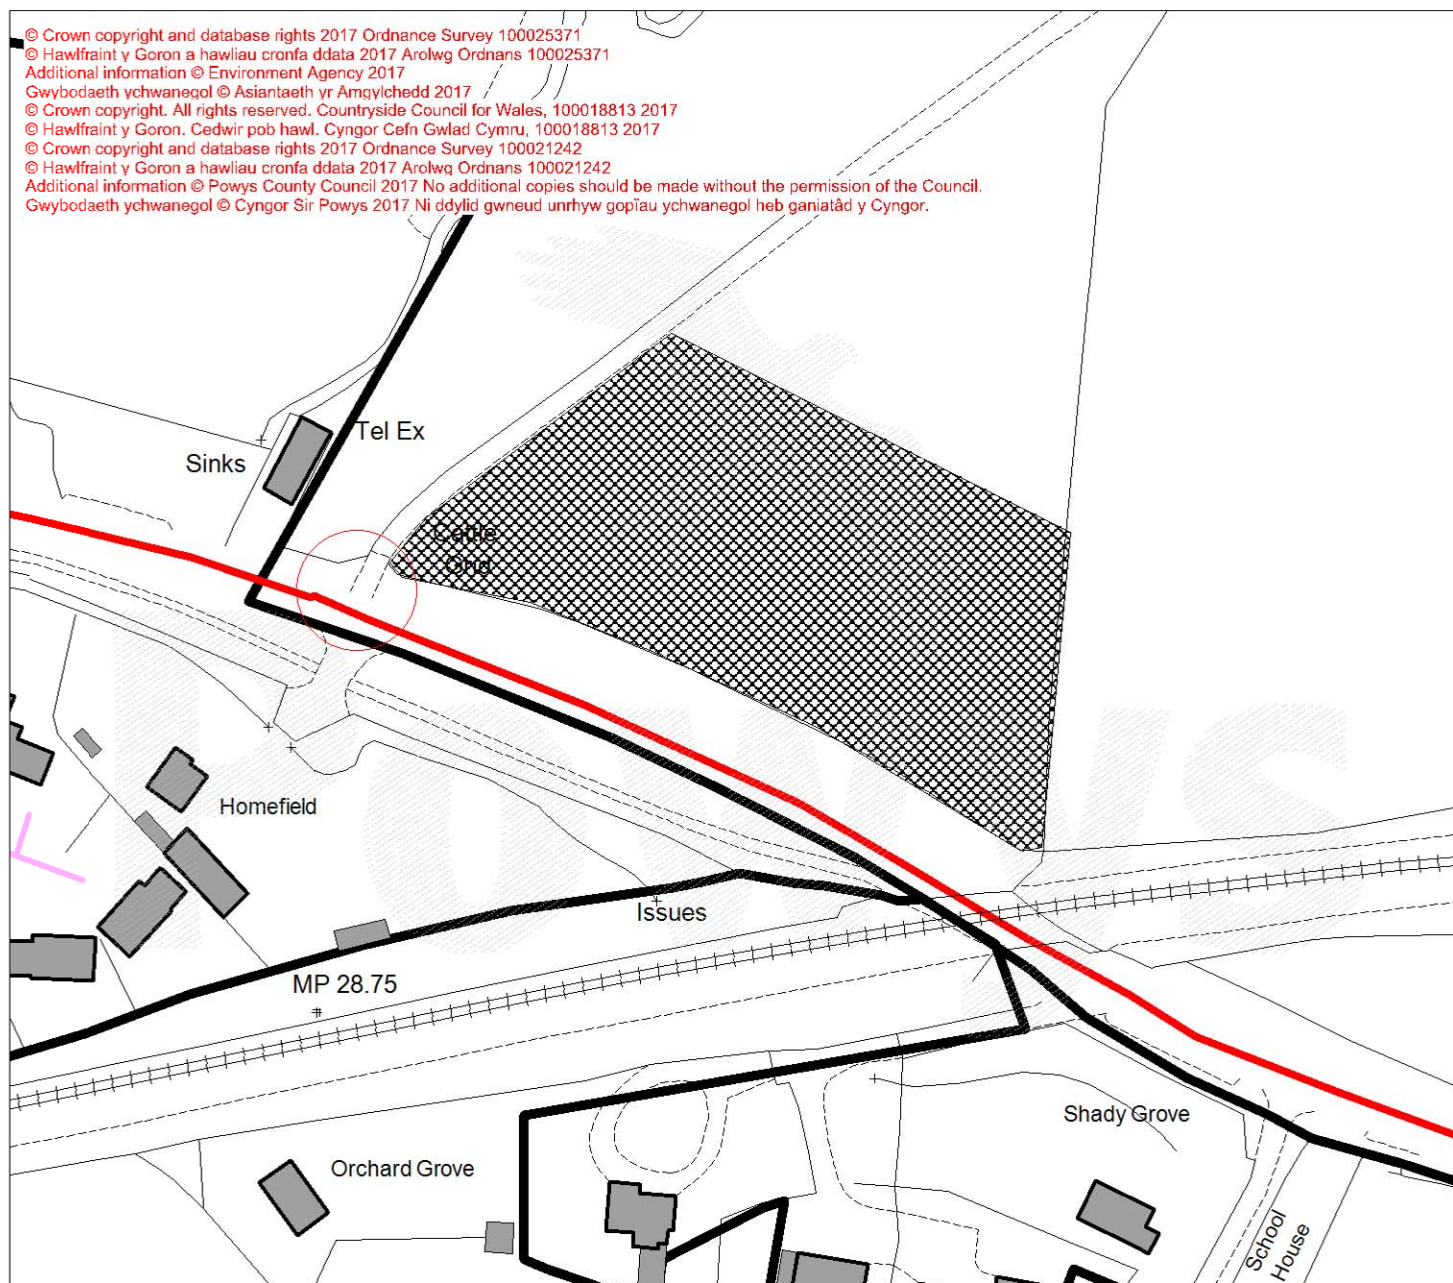 © Crown copyright and database rights 2017 Ordnance Survey 100025371
© Hawlfraint y Goron a hawliau cronfa ddata 2017 Arolwg Ordnans 100025371
Additional information © Environment Agency 2017
Gwybodaeth ychwanegol © Asiantaeth yr Amgylchedd 2017
© Crown copyright. All rights reserved. Countryside Council for Wales, 100018813 2017
© Hawlfraint y Goron. Cedwir pob hawl. Cyngor Cefn Gwlad Cymru, 100018813 2017
© Crown copyright and database rights 2017 Ordnance Survey 100021242
© Hawlfraint y Goron a hawliau cronfa ddata 2017 Arolwg Ordnans 100021242
Additional information © Powys County Council 2017 No additional copies should be made without the permission of the Council.
Gwybodaeth ychwanegol © Cyngor Sir Powys 2017 Ni ddylid gwneud unrhyw gopïau ychwanegol heb ganiatâd y Cyngor.
Tel Ex
Sinks
Cattle
Grid
Powys
Homefield
Issues
MP 28.75
Shady Grove
Orchard Grove
School
House